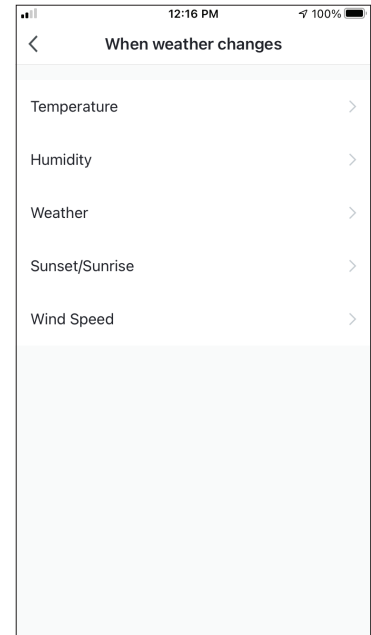 12:16 PM 100%
When weather changes
Temperature
Humidity
Weather
Sunset/Sunrise
Wind Speed